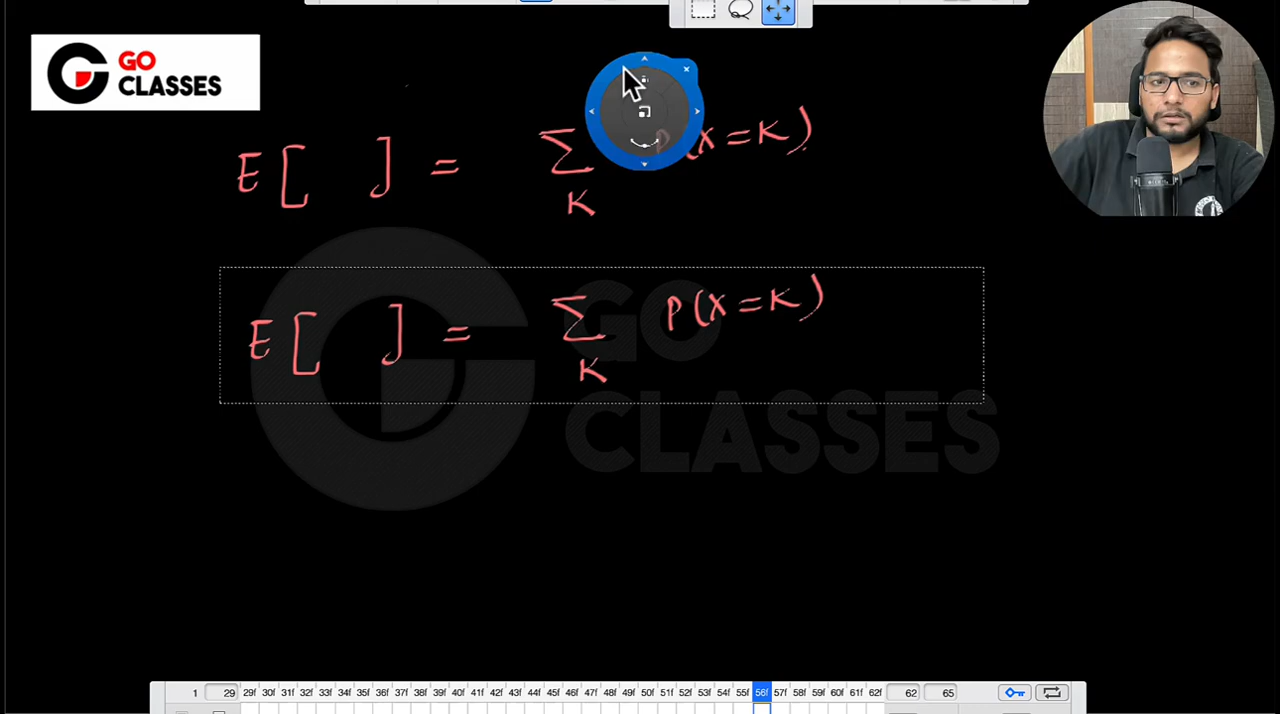 GO
CLASSES
E[ ] = Σ P(X=K)
K
E[ ] = Σ P(X=K)
K
GO
CLASSES
1 29 29f 30f 31f 32f 33f 34f 35f 36f 37f 38f 39f 40f 41f 42f 43f 44f 45f 46f 47f 48f 49f 50f 51f 52f 53f 54f 55f 56f 57f 58f 59f 60f 61f 62f 62 65